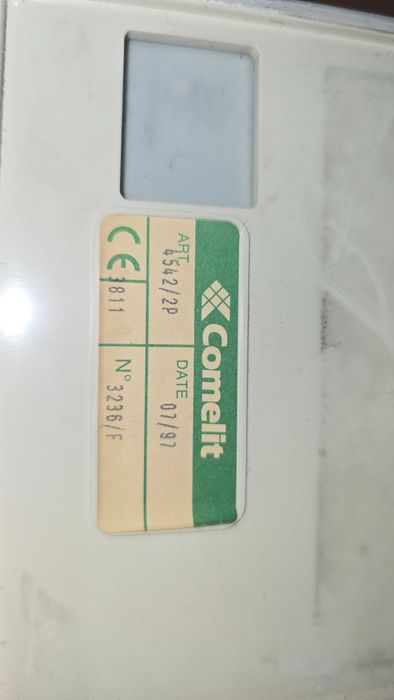 Comelit
ART 4542/2P
DATE 07/97
CE 3811
N° 3236/F